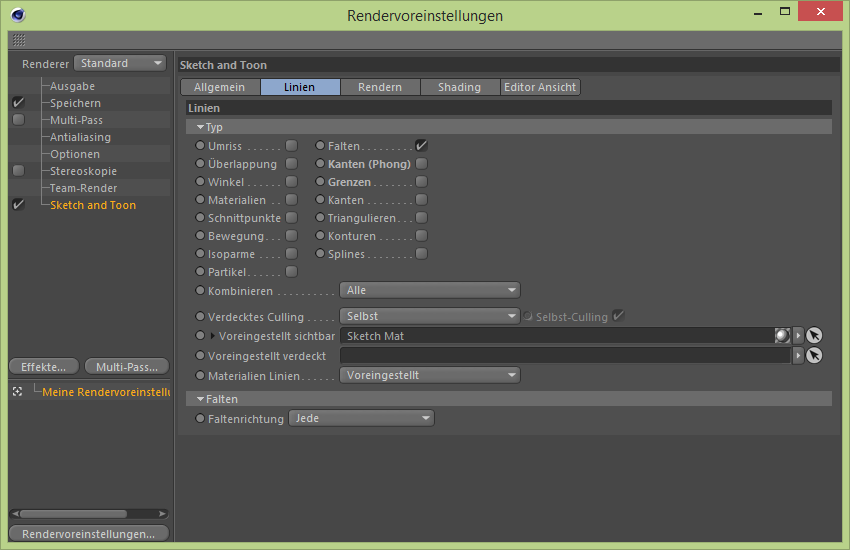 Rendervoreinstellungen
Renderer Standard
Ausgabe
Speichern
Multi-Pass
Antialiasing
Optionen
Stereoskopie
Team-Render
Sketch and Toon
Effekte... Multi-Pass...
Meine Rendervoreinstellu
Rendervoreinstellungen...
Sketch and Toon
Allgemein Linien Rendern Shading Editor Ansicht
Linien
Typ
Umriss . . . . . Falten . . . . . . . .
Überlappung Kanten (Phong)
Winkel . . . . . Grenzen . . . . . .
Materialien . . Kanten . . . . . . .
Schnittpunkte Triangulieren . . .
Bewegung . . . Konturen . . . . .
Isoparme . . . Splines . . . . . . .
Partikel . . . . .
Kombinieren . . . . . . . . . Alle
Verdecktes Culling . . . . . Selbst Selbst-Culling
Voreingestellt sichtbar Sketch Mat
Voreingestellt verdeckt
Materialien Linien . . . . . . Voreingestellt
Falten
Faltenrichtung Jede